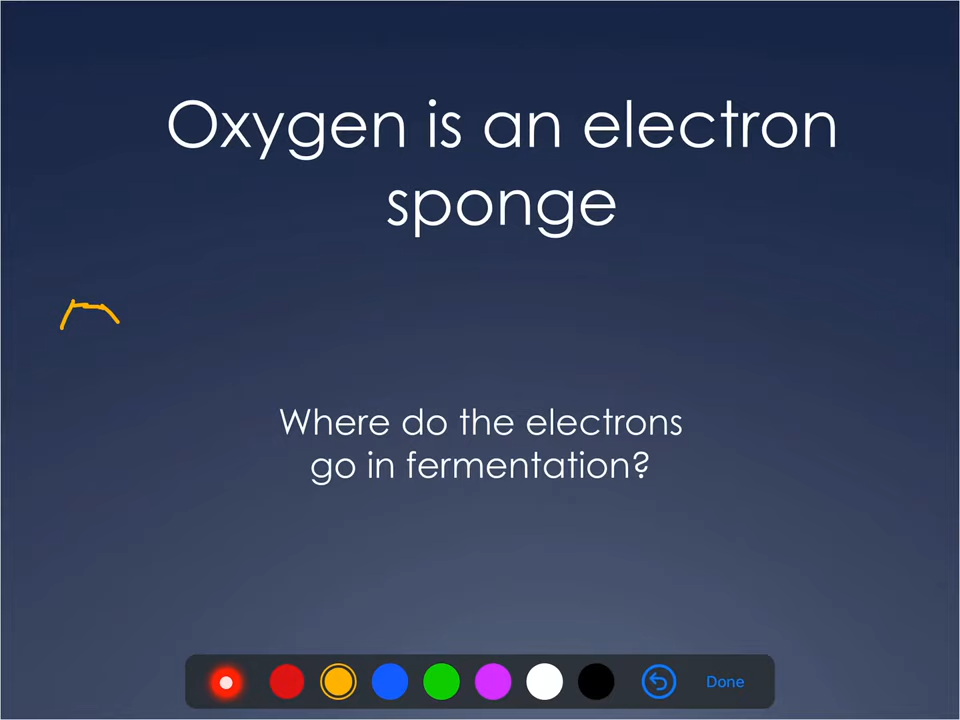 Oxygen is an electron
sponge
Where do the electrons
go in fermentation?
Done